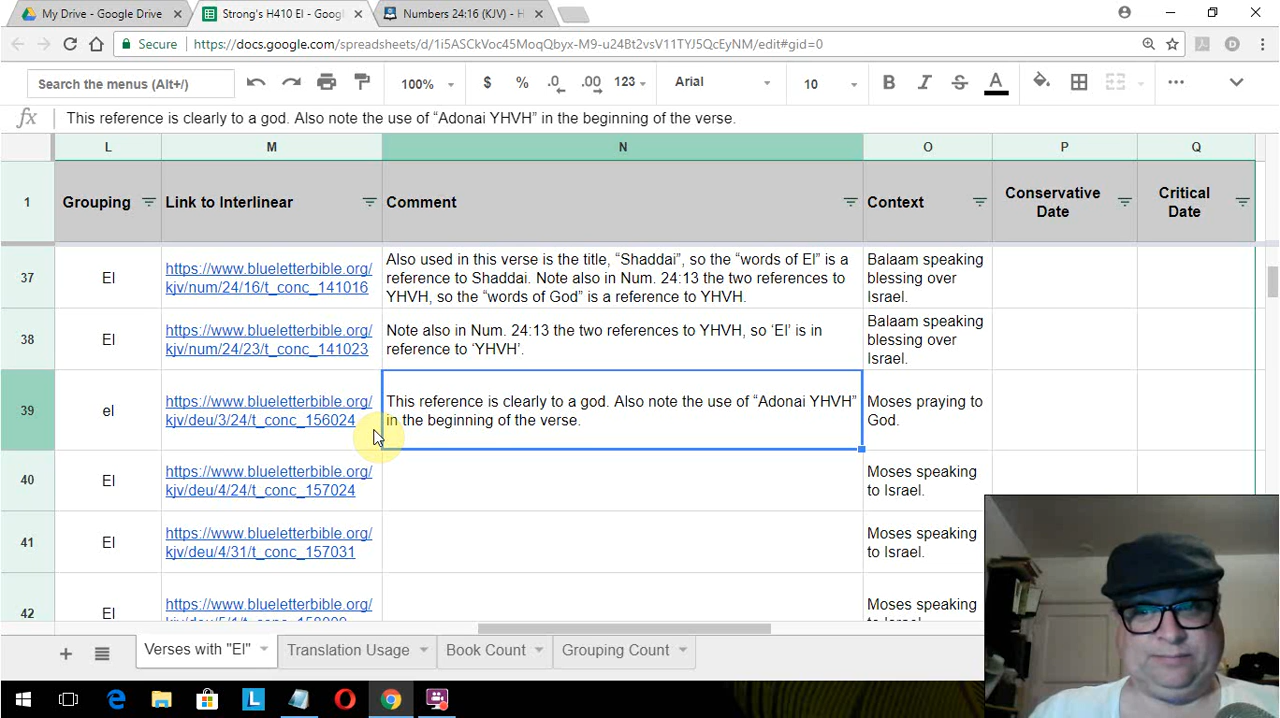 My Drive - Google Drive
Strong's H410 El - Goog
Numbers 24:16 (KJV) - H
Secure
https://docs.google.com/spreadsheets/d/1i5ASCkVoc45MoqQbyx-M9-u24Bt2vsV11TYJ5QcEyNM/edit#gid=0
Search the menus (Alt+/)
100%
$ % .0 .00 123
Arial
10
B I S A
fx This reference is clearly to a god. Also note the use of “Adonai YHVH” in the beginning of the verse.
L M N O P Q
1 Grouping Link to Interlinear Comment Context Conservative Date Critical Date
37 El
https://www.blueletterbible.org/
kjv/num/24/16/t_conc_141016
Also used in this verse is the title, “Shaddai”, so the “words of El” is a
reference to Shaddai. Note also in Num. 24:13 the two references to
YHVH, so the “words of God” is a reference to YHVH.
Balaam speaking
blessing over
Israel.
38 El
https://www.blueletterbible.org/
kjv/num/24/23/t_conc_141023
Note also in Num. 24:13 the two references to YHVH, so ‘El’ is in
reference to ‘YHVH’.
Balaam speaking
blessing over
Israel.
39 el
https://www.blueletterbible.org/
kjv/deu/3/24/t_conc_156024
This reference is clearly to a god. Also note the use of “Adonai YHVH”
in the beginning of the verse.
Moses praying to
God.
40 El
https://www.blueletterbible.org/
kjv/deu/4/24/t_conc_157024
Moses speaking
to Israel.
41 El
https://www.blueletterbible.org/
kjv/deu/4/31/t_conc_157031
Moses speaking
to Israel.
42 El
https://www.blueletterbible.org/
Moses speaking
Verses with "El"
Translation Usage
Book Count
Grouping Count